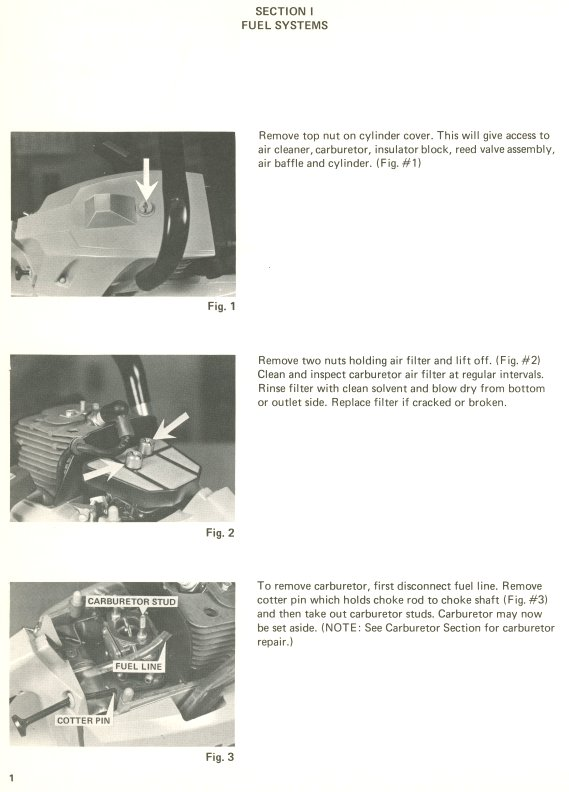 SECTION I
FUEL SYSTEMS
Remove top nut on cylinder cover. This will give access to
air cleaner, carburetor, insulator block, reed valve assembly,
air baffle and cylinder. (Fig. #1)
Fig. 1
Remove two nuts holding air filter and lift off. (Fig. #2)
Clean and inspect carburetor air filter at regular intervals.
Rinse filter with clean solvent and blow dry from bottom
or outlet side. Replace filter if cracked or broken.
Fig. 2
To remove carburetor, first disconnect fuel line. Remove
cotter pin which holds choke rod to choke shaft (Fig. #3)
and then take out carburetor studs. Carburetor may now
be set aside. (NOTE: See Carburetor Section for carburetor
repair.)
CARBURETOR STUD
FUEL LINE
COTTER PIN
Fig. 3
1